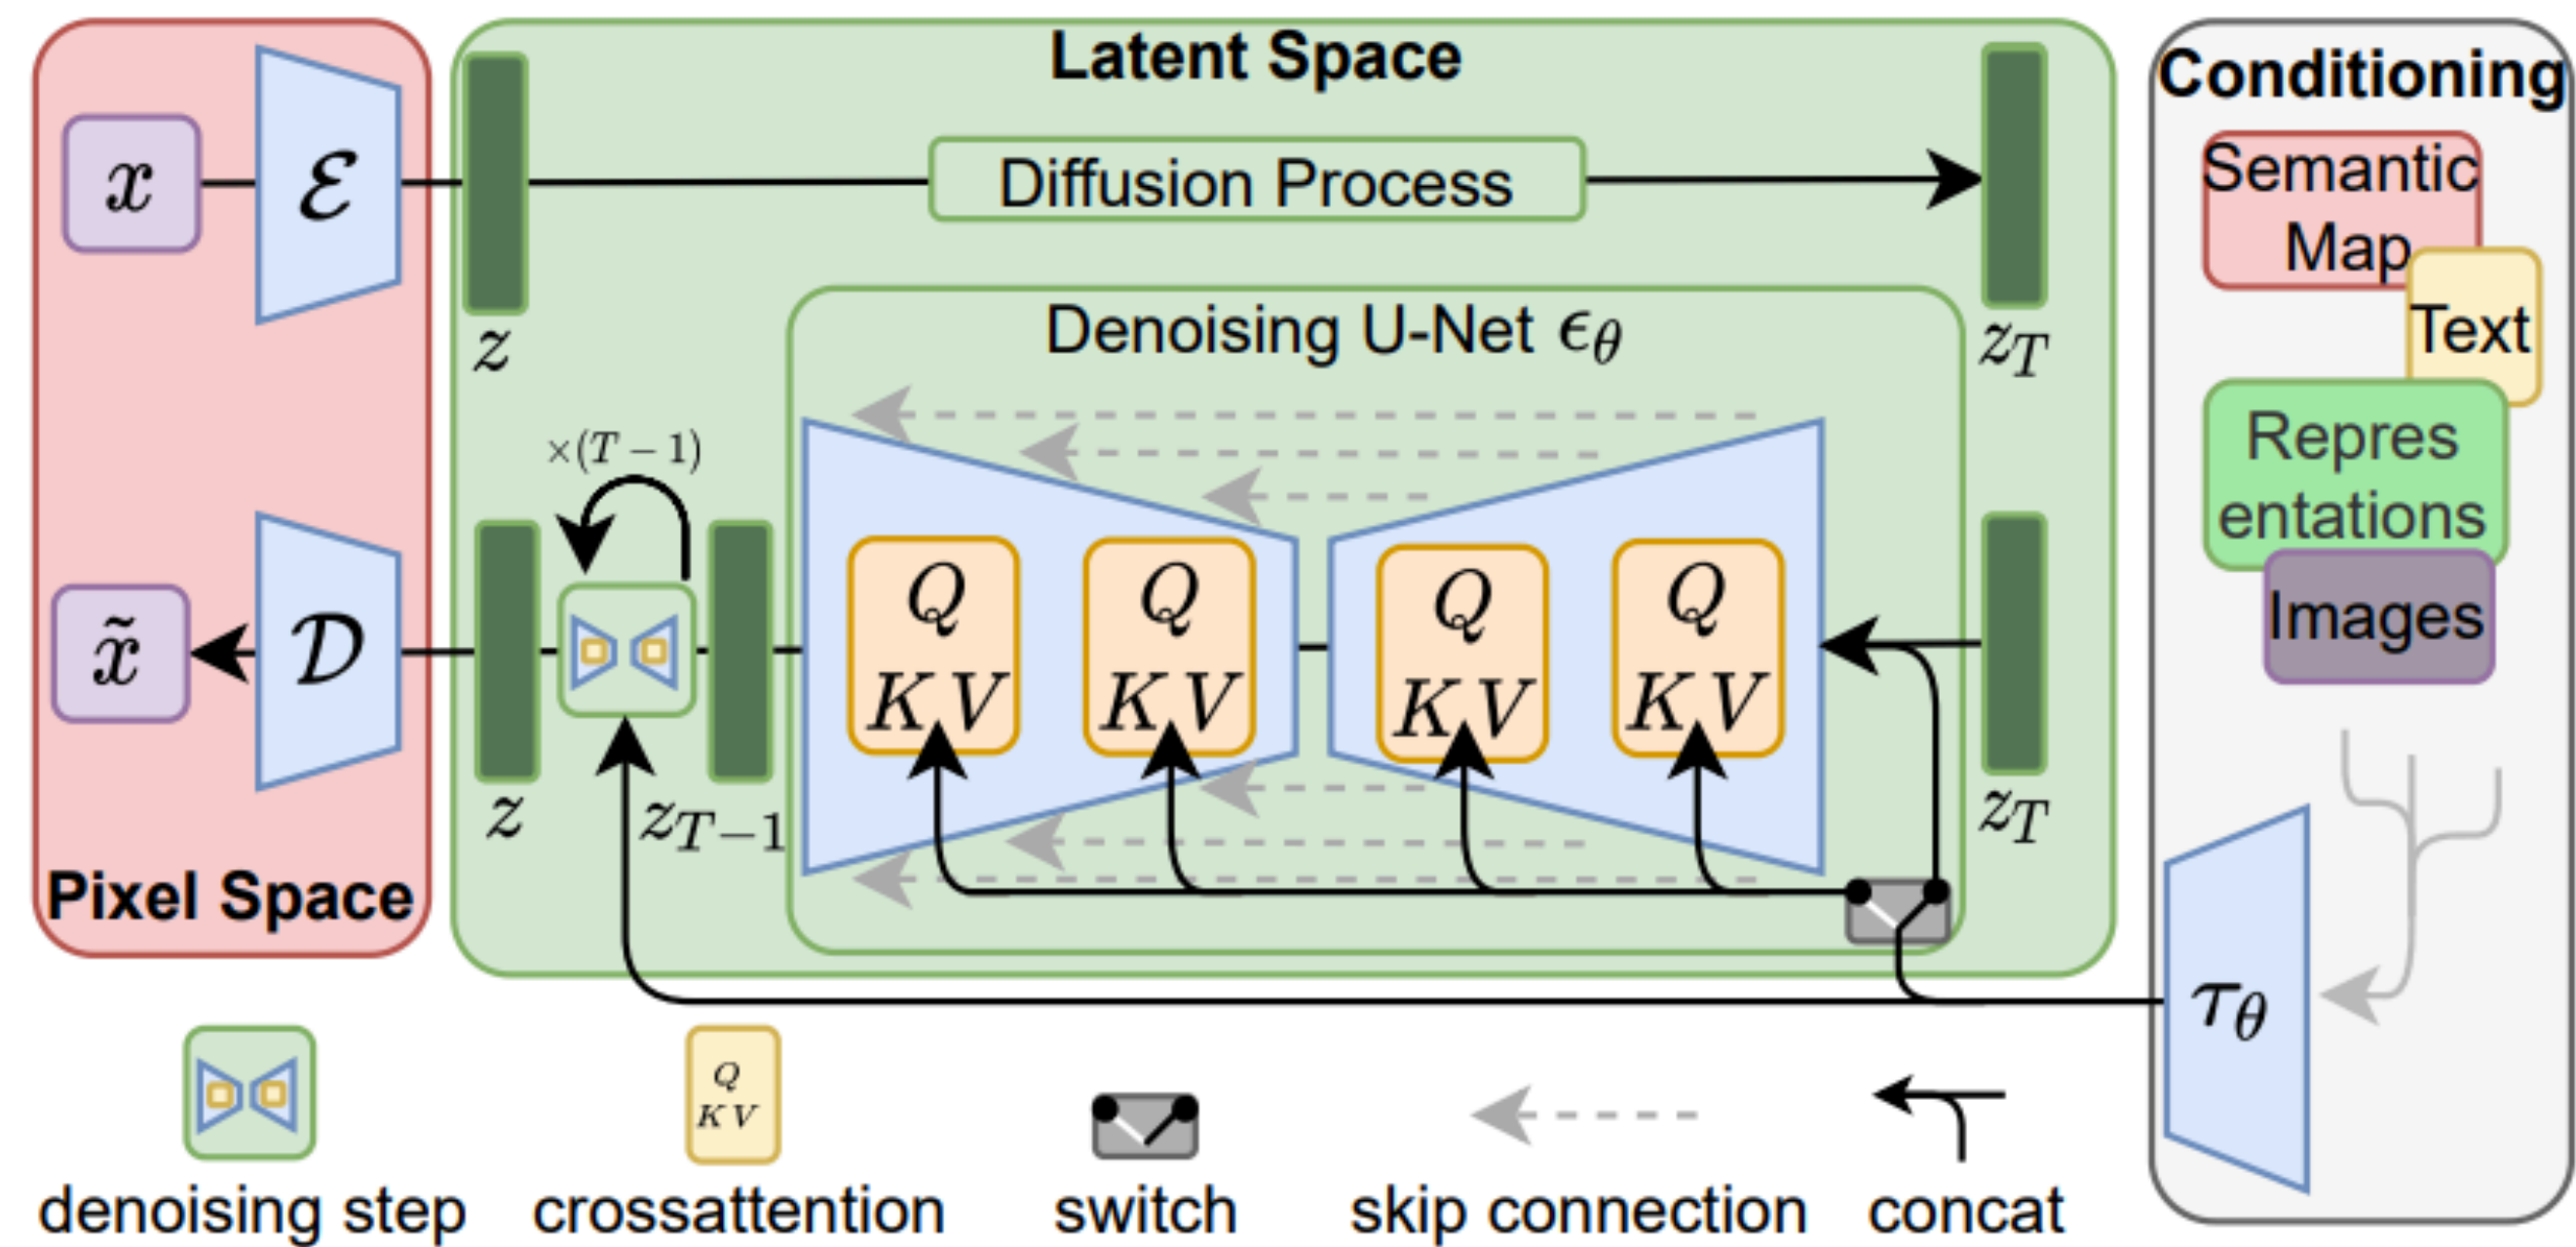 Latent Space
Conditioning
x
ℰ
Diffusion Process
Semantic
Map
Text
z
Denoising U-Net ϵ_θ
z_T
Repres
entations
×(T − 1)
Images
Q
KV
Q
KV
Q
KV
Q
KV
x̃
𝒟
z
z_{T−1}
z_T
Pixel Space
τ_θ
Q
KV
denoising step
crossattention
switch
skip connection
concat